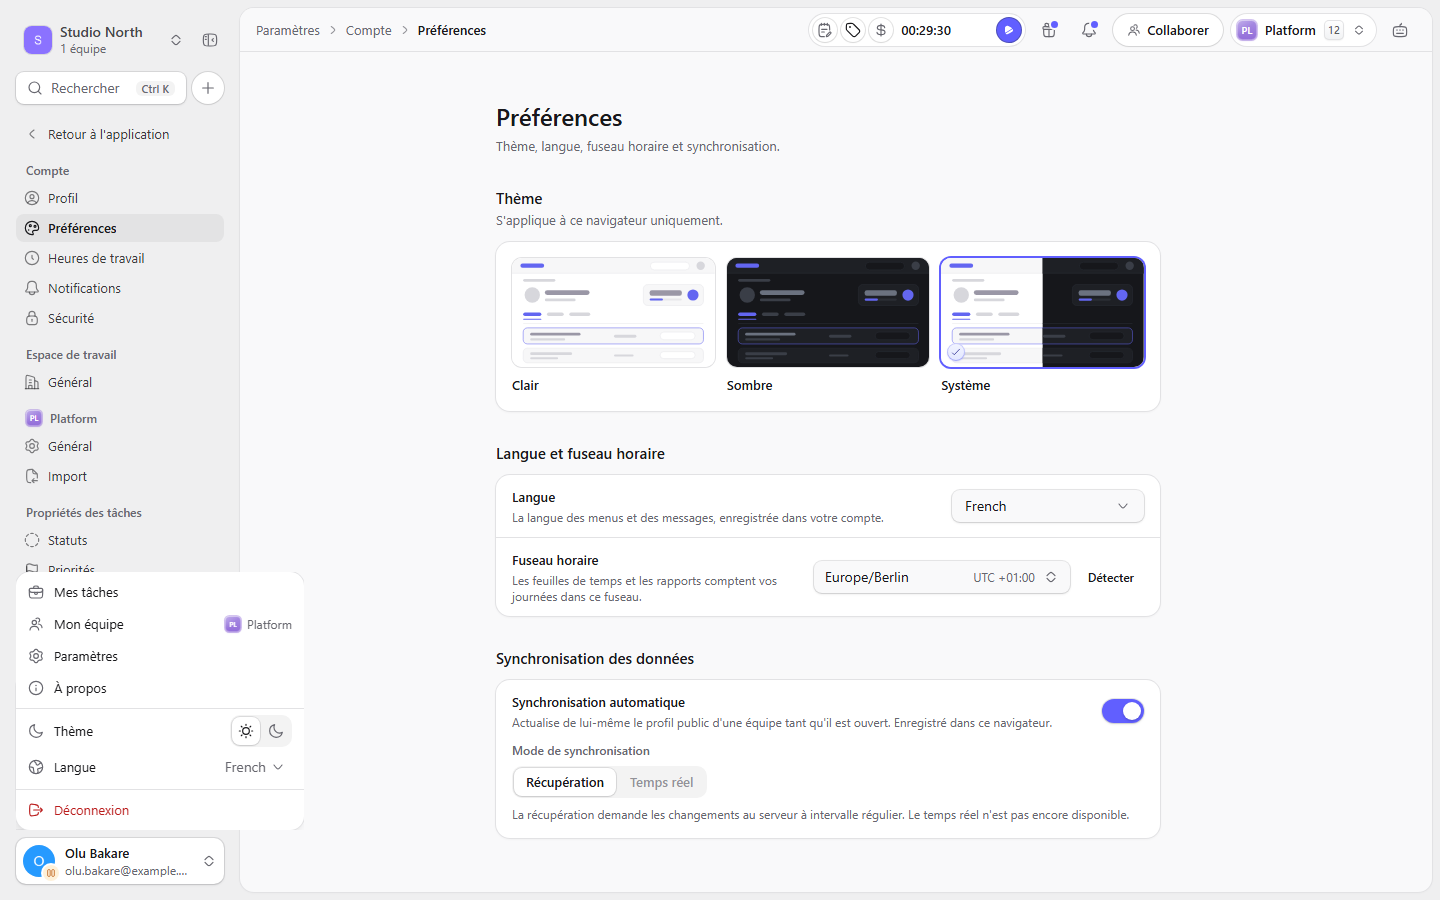 S
Studio North
1 équipe
Rechercher
Ctrl K
Retour à l'application
Compte
Profil
Préférences
Heures de travail
Notifications
Sécurité
Espace de travail
Général
PL
Platform
Général
Import
Propriétés des tâches
Statuts
Priorités
Mes tâches
Mon équipe
PL
Platform
Paramètres
À propos
Thème
Langue
French
Déconnexion
O
Olu Bakare
olu.bakare@example....
Paramètres
Compte
Préférences
$
00:29:30
Collaborer
PL
Platform
12
Préférences
Thème, langue, fuseau horaire et synchronisation.
Thème
S'applique à ce navigateur uniquement.
Clair
Sombre
Système
Langue et fuseau horaire
Langue
La langue des menus et des messages, enregistrée dans votre compte.
French
Fuseau horaire
Les feuilles de temps et les rapports comptent vos
journées dans ce fuseau.
Europe/Berlin
UTC +01:00
Détecter
Synchronisation des données
Synchronisation automatique
Actualise de lui-même le profil public d'une équipe tant qu'il est ouvert. Enregistré dans ce navigateur.
Mode de synchronisation
Récupération
Temps réel
La récupération demande les changements au serveur à intervalle régulier. Le temps réel n'est pas encore disponible.